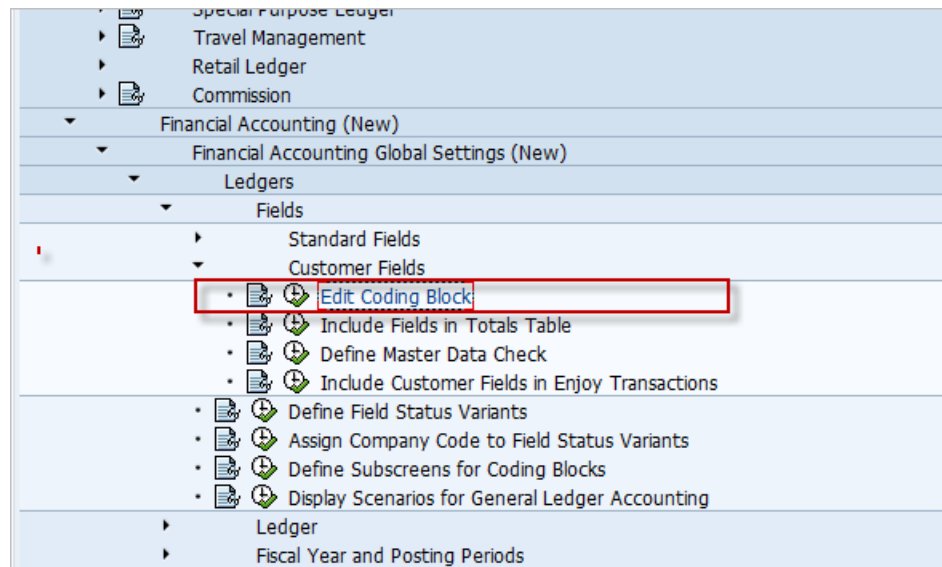 Special Purpose Ledger
Travel Management
Retail Ledger
Commission
Financial Accounting (New)
Financial Accounting Global Settings (New)
Ledgers
Fields
Standard Fields
Customer Fields
Edit Coding Block
Include Fields in Totals Table
Define Master Data Check
Include Customer Fields in Enjoy Transactions
Define Field Status Variants
Assign Company Code to Field Status Variants
Define Subscreens for Coding Blocks
Display Scenarios for General Ledger Accounting
Ledger
Fiscal Year and Posting Periods